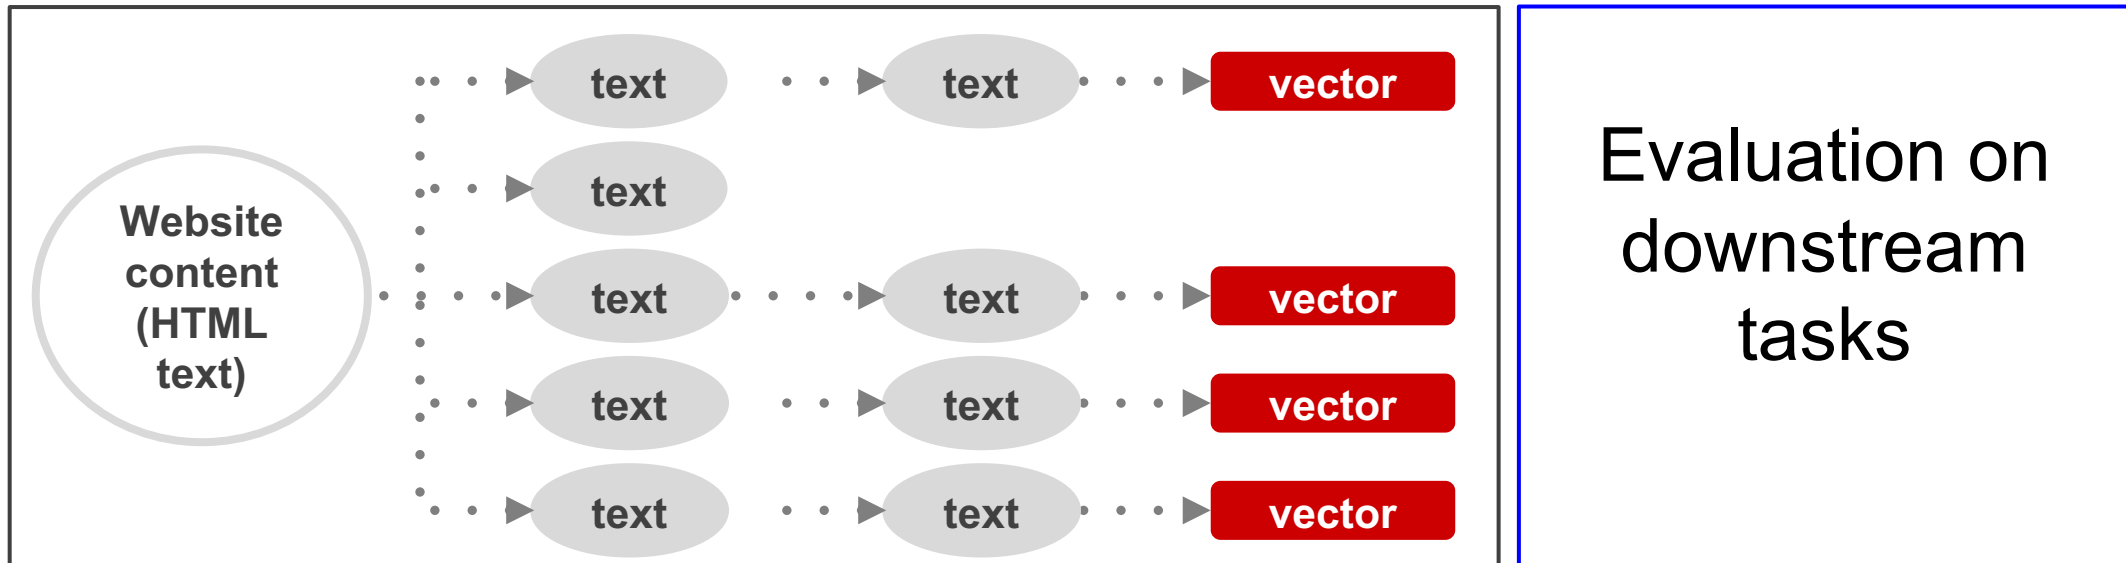 Website
content
(HTML
text)
text text vector
text
text text vector
text text vector
text text vector
Evaluation on
downstream
tasks